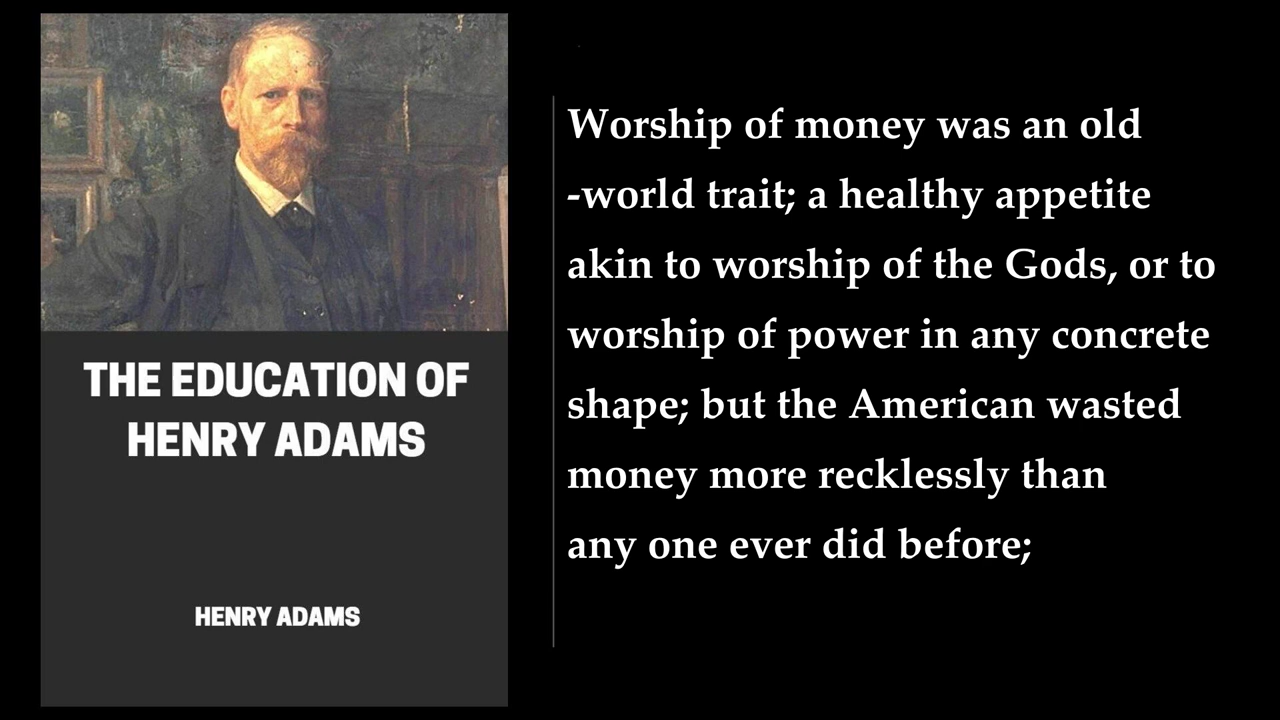 THE EDUCATION OF
HENRY ADAMS
HENRY ADAMS
Worship of money was an old
-world trait; a healthy appetite
akin to worship of the Gods, or to
worship of power in any concrete
shape; but the American wasted
money more recklessly than
any one ever did before;